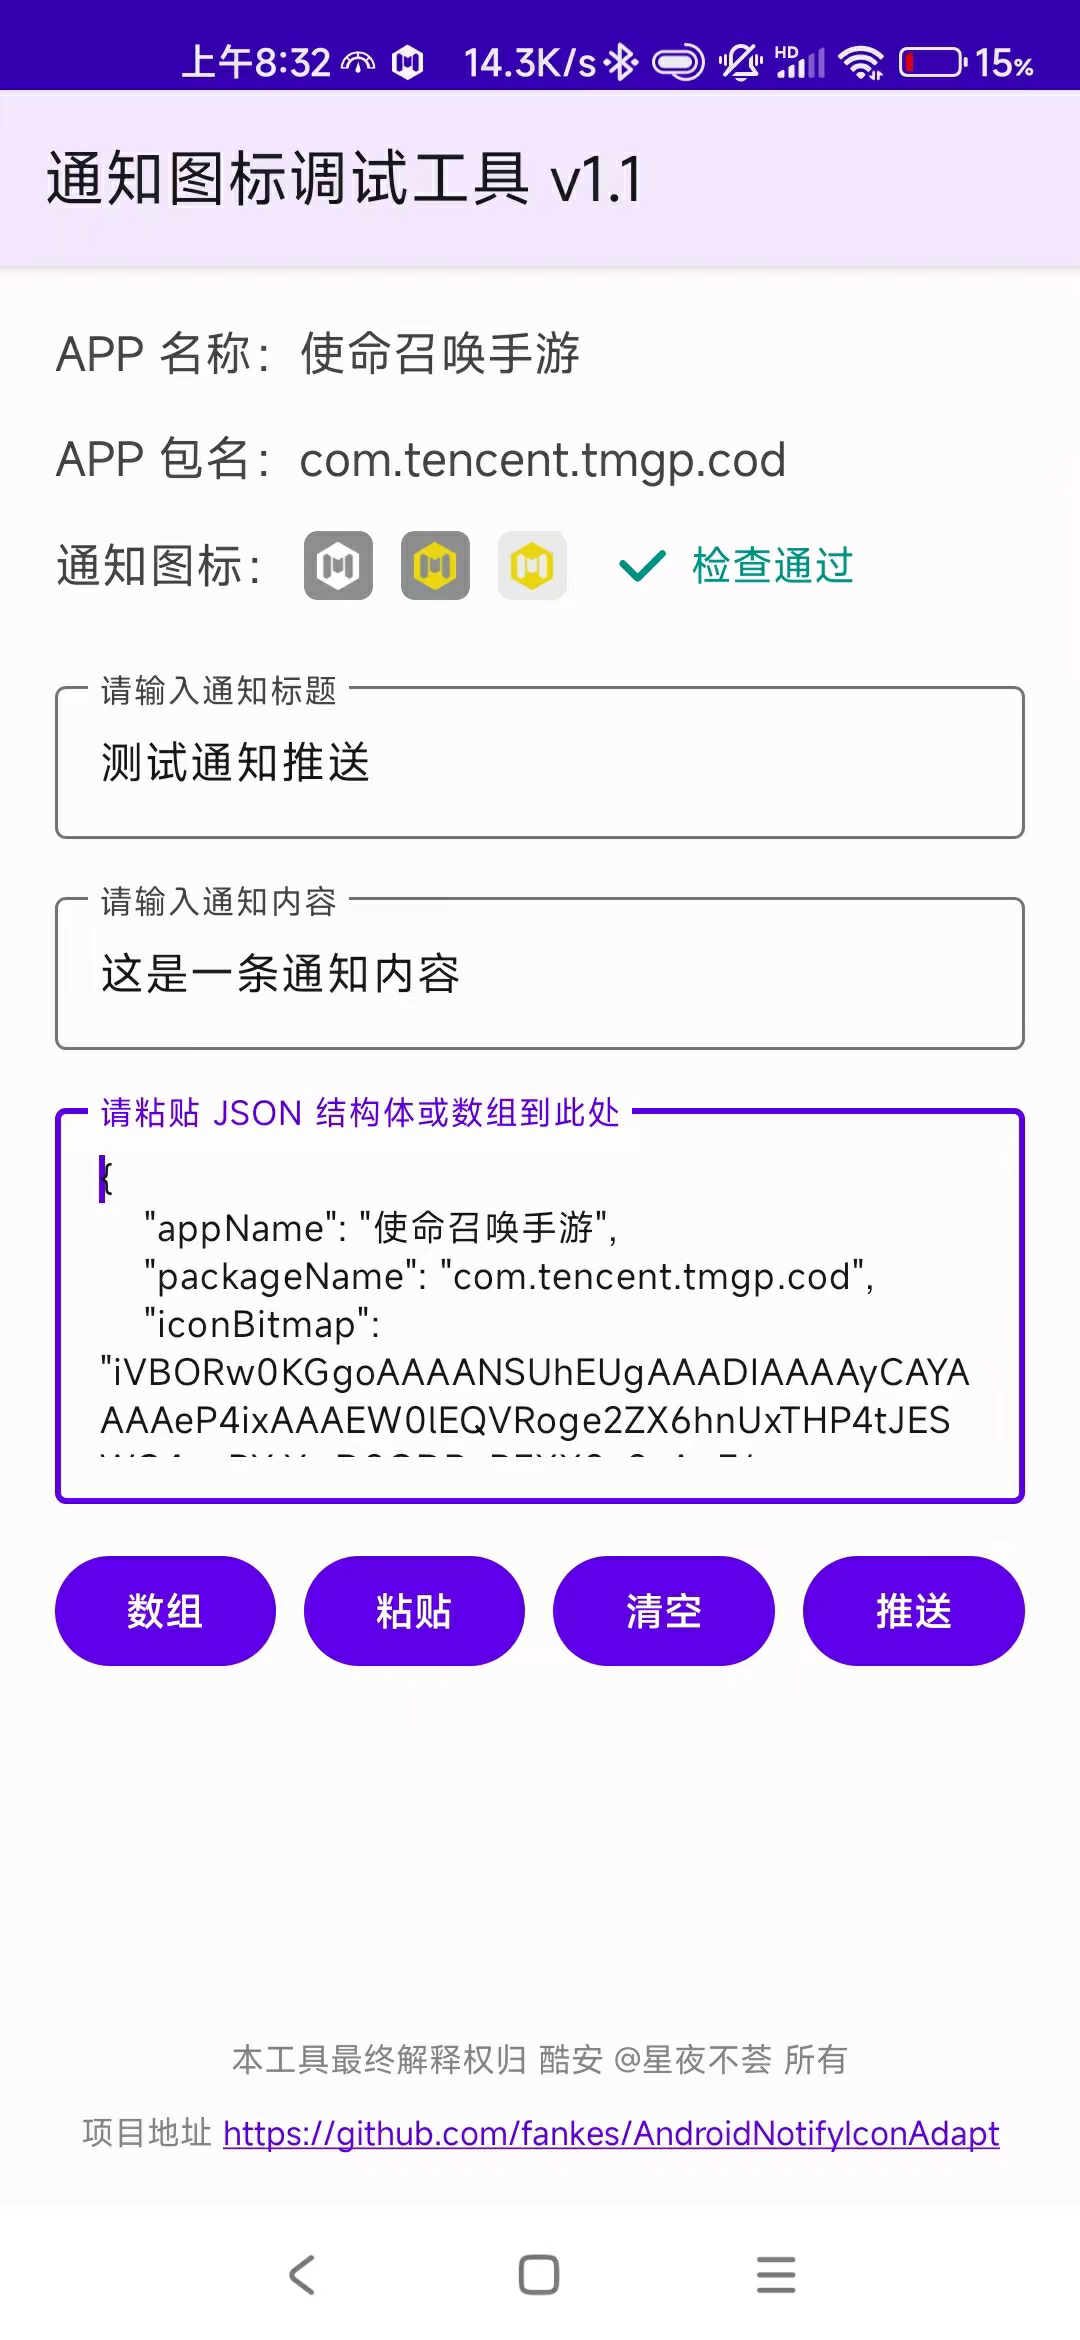 上午8:32 14.3K/s HD 15%
通知图标调试工具 v1.1
APP 名称：使命召唤手游
APP 包名：com.tencent.tmgp.cod
通知图标： 检查通过
请输入通知标题
测试通知推送
请输入通知内容
这是一条通知内容
请粘贴 JSON 结构体或数组到此处
{
"appName": "使命召唤手游",
"packageName": "com.tencent.tmgp.cod",
"iconBitmap":
"iVBORw0KGgoAAAANSUhEUgAAADIAAAAyCAYA
AAAeP4ixAAAEW0lEQVRoge2ZX6hnUxTHP4tJES
数组 粘贴 清空 推送
本工具最终解释权归 酷安 @星夜不荟 所有
项目地址 https://github.com/fankes/AndroidNotifyIconAdapt